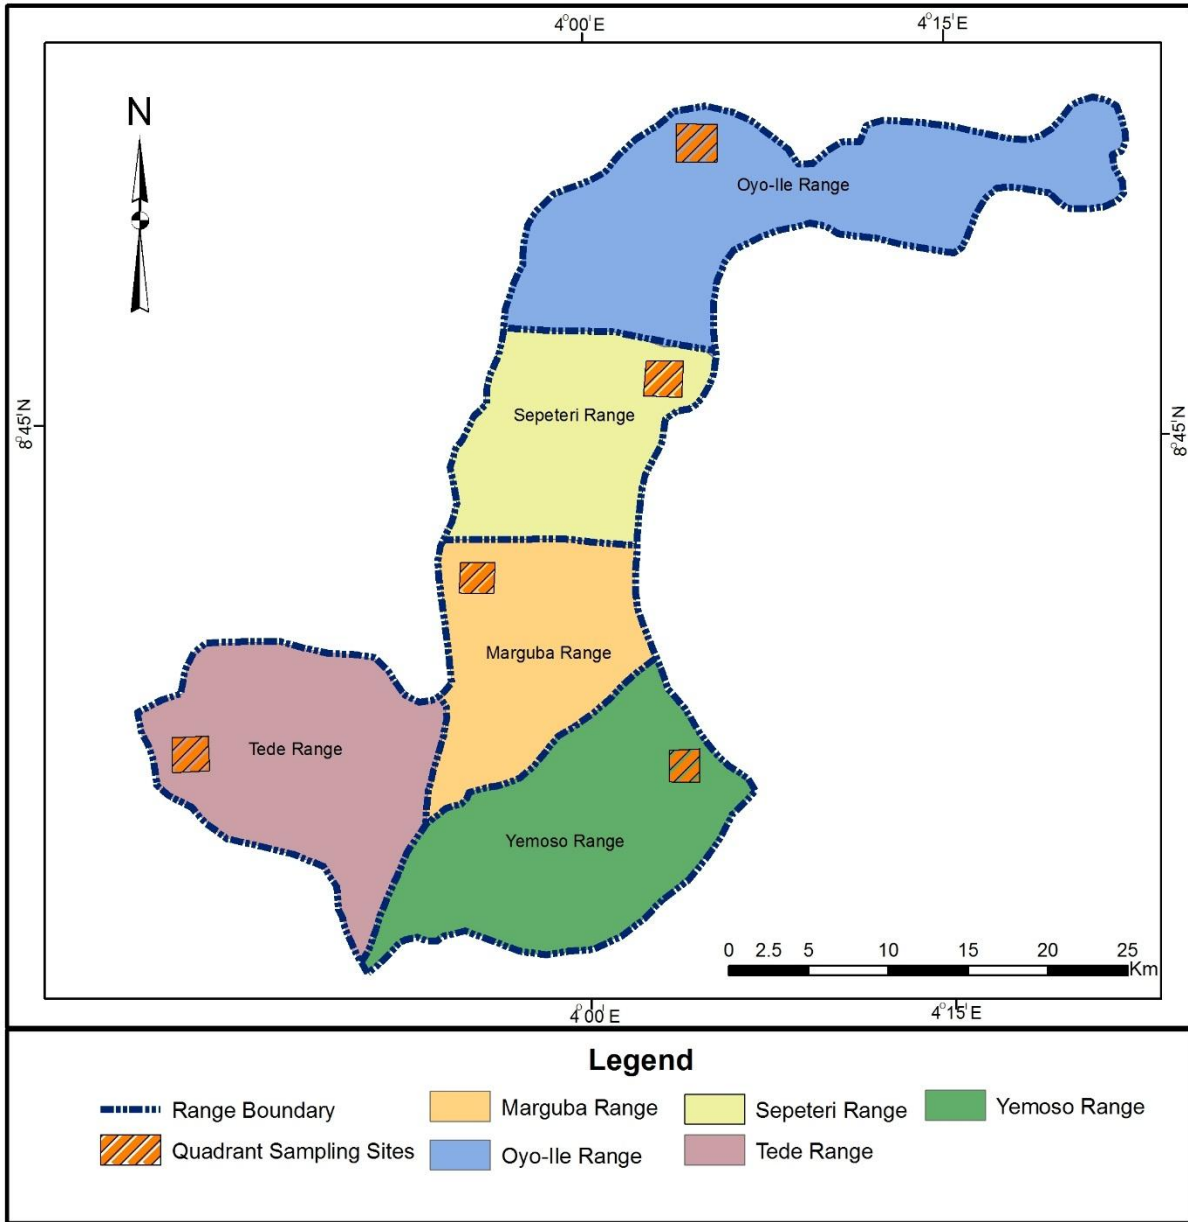 4°00'E
4°15'E
N
Oyo-Ile Range
Sepeteri Range
8°45'N
8°45'N
Marguba Range
Tede Range
Yemoso Range
0 2.5 5 10 15 20 25
Km
4°00'E
4°15'E
Legend
Range Boundary
Marguba Range
Sepeteri Range
Yemoso Range
Quadrant Sampling Sites
Oyo-Ile Range
Tede Range